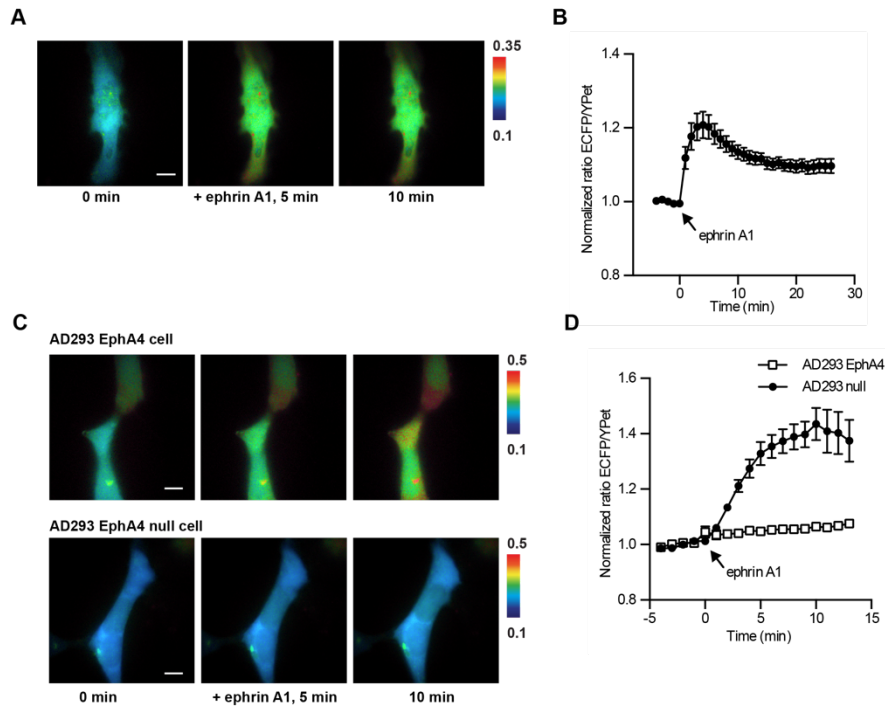 A
0.35
0.1
0 min
+ ephrin A1, 5 min
10 min
B
Normalized ratio ECFP/YPet
1.4
1.2
1.0
0.8
ephrin A1
0
10
20
30
Time (min)
C
AD293 EphA4 cell
0.5
0.1
AD293 EphA4 null cell
0.5
0.1
0 min
+ ephrin A1, 5 min
10 min
D
AD293 EphA4
AD293 null
Normalized ratio ECFP/YPet
1.6
1.4
1.2
1.0
0.8
ephrin A1
-5
0
5
10
15
Time (min)